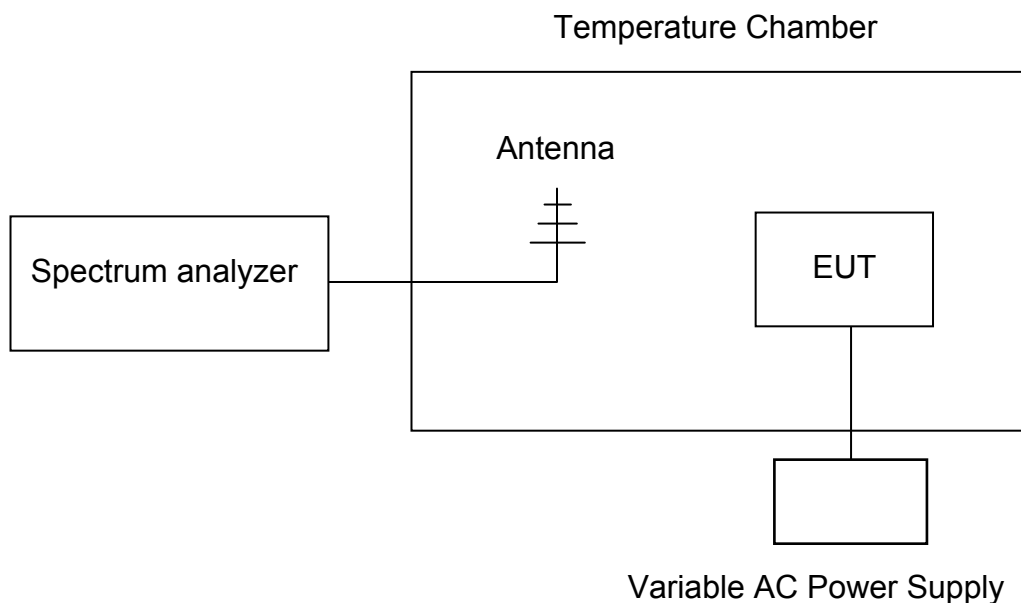 Temperature Chamber
Antenna
Spectrum analyzer
EUT
Variable AC Power Supply